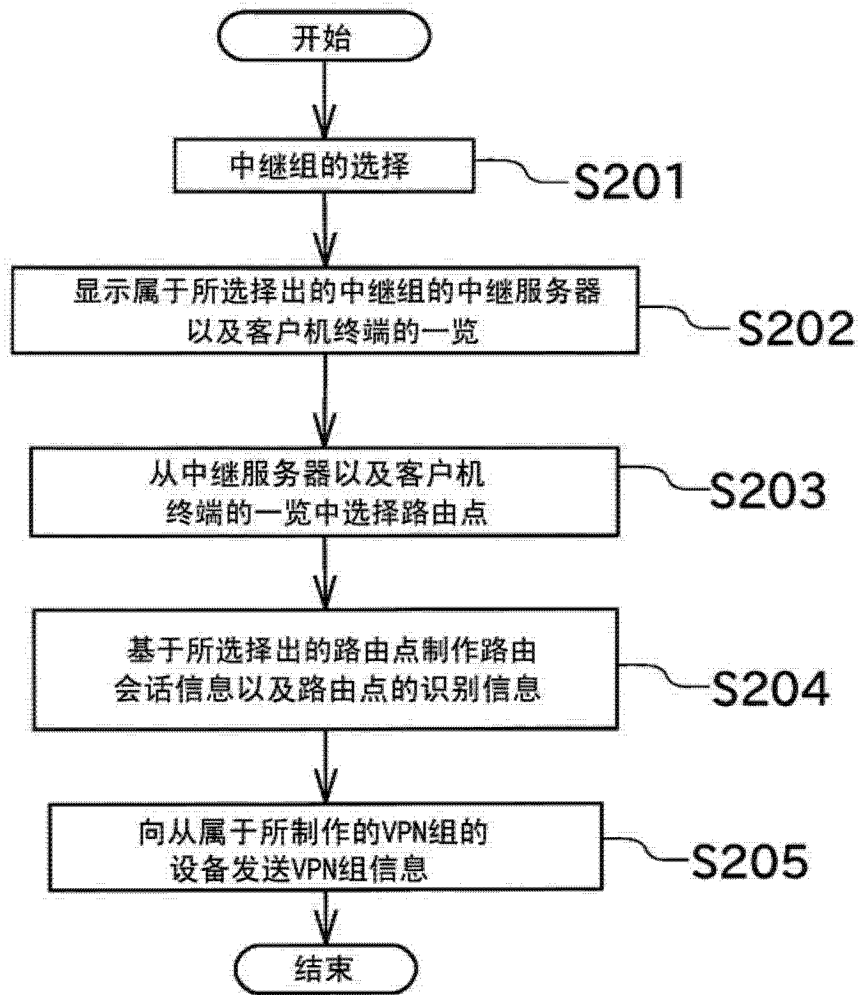 开始
中继组的选择
S201
显示属于所选择出的中继组的中继服务器
以及客户机终端的一览
S202
从中继服务器以及客户机
终端的一览中选择路由点
S203
基于所选择出的路由点制作路由
会话信息以及路由点的识别信息
S204
向从属于所制作的VPN组的
设备发送VPN组信息
S205
结束